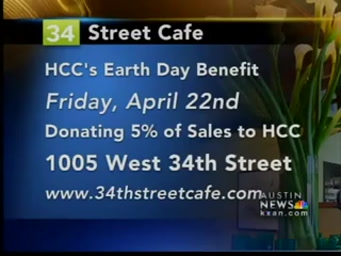 34 Street Cafe
HCC's Earth Day Benefit
Friday, April 22nd
Donating 5% of Sales to HCC
1005 West 34th Street
www.34thstreetcafe.com
AUSTIN
NEWS
kxan.com